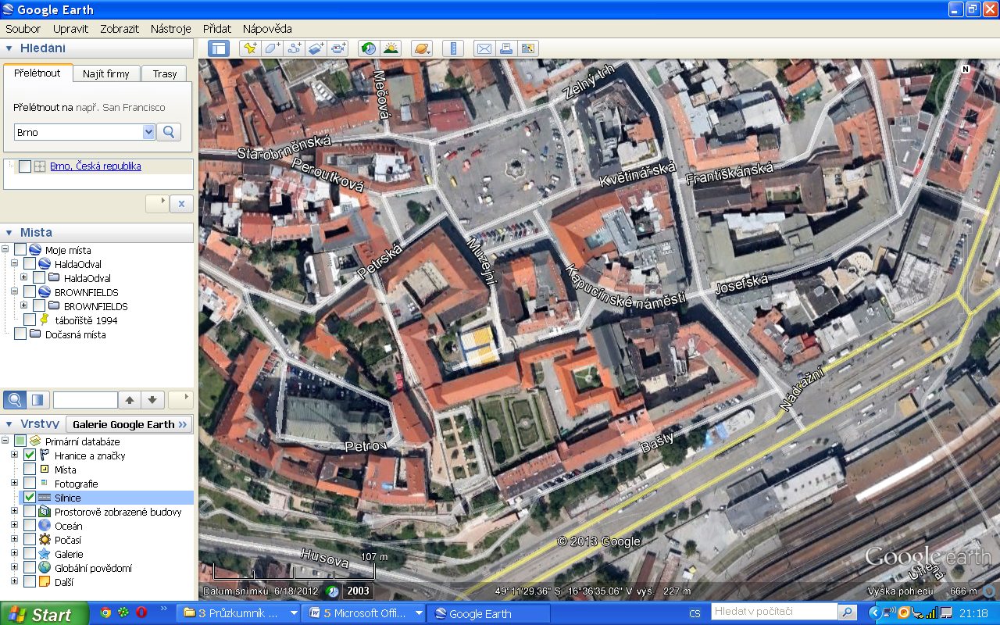 Google Earth
Soubor Upravit Zobrazit Nástroje Přidat Nápověda
Hledání
Přelétnout Najít firmy Trasy
Přelétnout na např. San Francisco
Brno
Brno, Česká republika
Místa
Moje místa
HaldaOdval
HaldaOdval
BROWNFIELDS
BROWNFIELDS
tábořiště 1994
Dočasná místa
Vrstvy Galerie Google Earth »
Primární databáze
Hranice a značky
Místa
Fotografie
Silnice
Prostorově zobrazené budovy
Oceán
Počasí
Galerie
Globální povědomí
Další
N
Mečová
Zelný trh
Starobrněnská
Peroutková
Květinářská
Františkánská
Petrská
Muzejní
Kapucínské náměstí
Josefská
Nádražní
Petrov
Bašty
Husova
107 m
© 2013 Google
Google earth
Datum snímků: 6/18/2012 2003 49°11'29.36" S 16°36'35.06" V výš. 227 m Výška pohledu 666 m
Start » 3 Průzkumník ... 5 Microsoft Offi... Google Earth CS Hledat v počítači 21:18